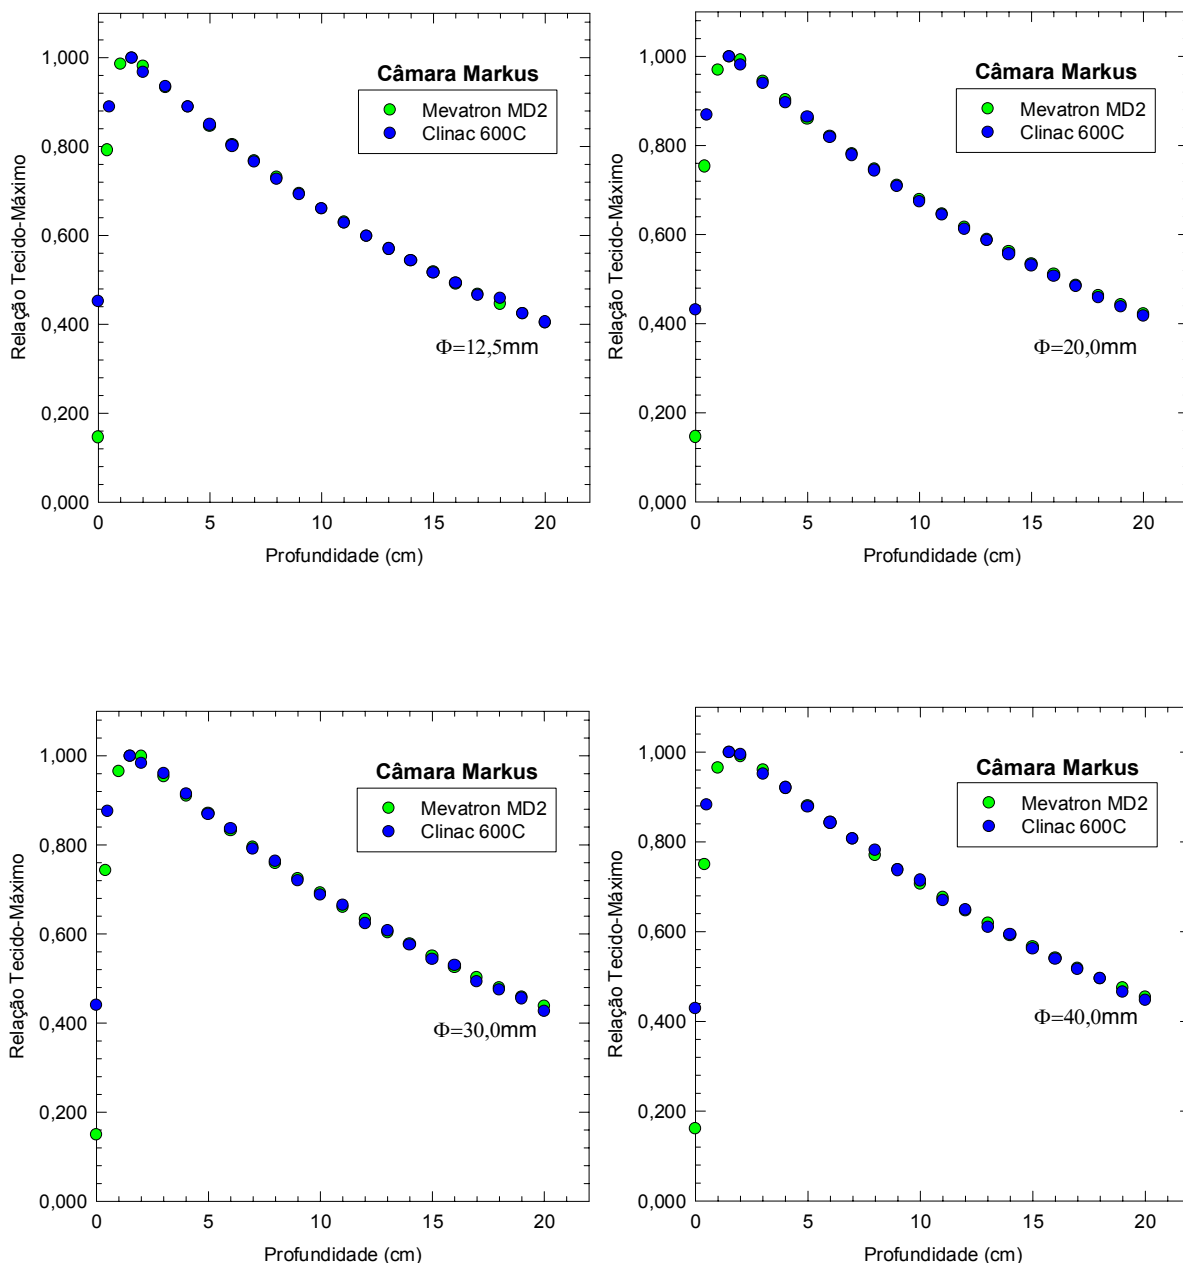 1,000
0,800
0,600
0,400
0,200
0,000
Relação Tecido-Máximo
Câmara Markus
Mevatron MD2
Clinac 600C
Φ=12,5mm
0 5 10 15 20
Profundidade (cm)
1,000
0,800
0,600
0,400
0,200
0,000
Relação Tecido-Máximo
Câmara Markus
Mevatron MD2
Clinac 600C
Φ=20,0mm
0 5 10 15 20
Profundidade (cm)
1,000
0,800
0,600
0,400
0,200
0,000
Relação Tecido-Máximo
Câmara Markus
Mevatron MD2
Clinac 600C
Φ=30,0mm
0 5 10 15 20
Profundidade (cm)
1,000
0,800
0,600
0,400
0,200
0,000
Relação Tecido-Máximo
Câmara Markus
Mevatron MD2
Clinac 600C
Φ=40,0mm
0 5 10 15 20
Profundidade (cm)